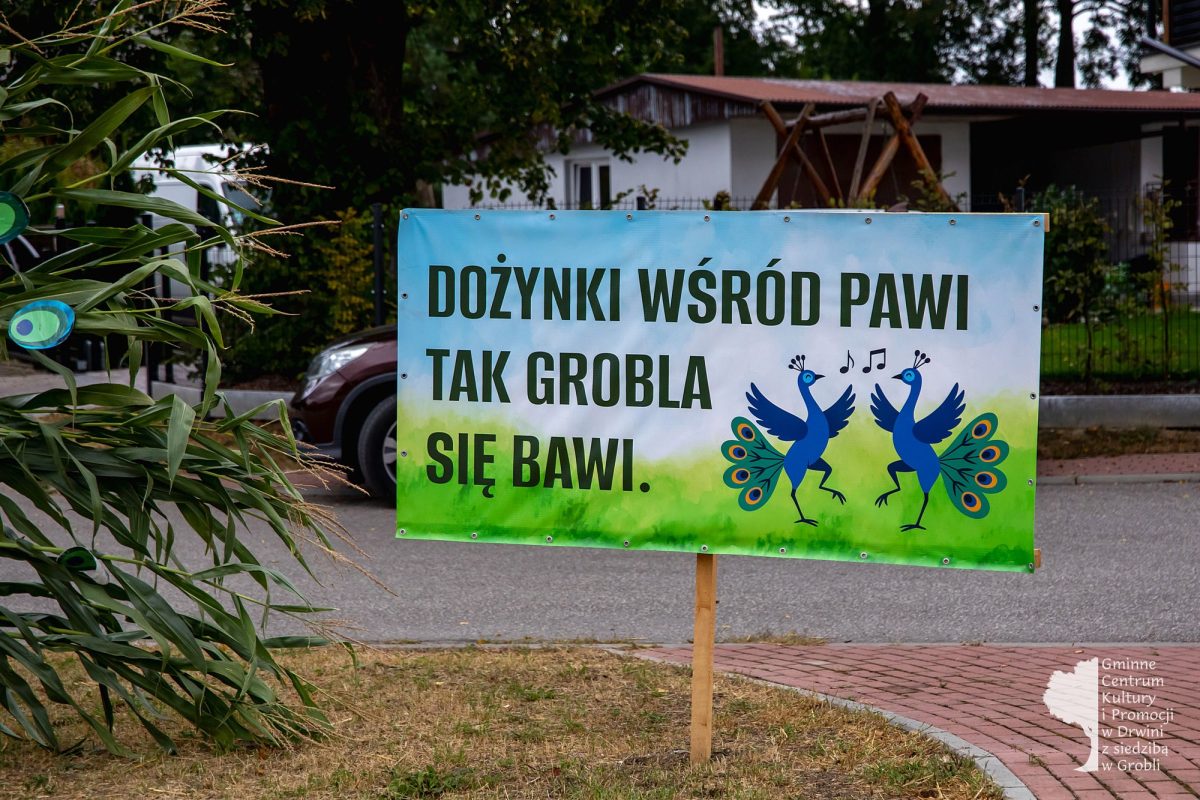 DOŻYNKI WŚRÓD PAWI
TAK GROBLA
SIĘ BAWI.
Gminne
Centrum
Kultury
i Promocji
w Drwini
z siedzibą
w Grobli